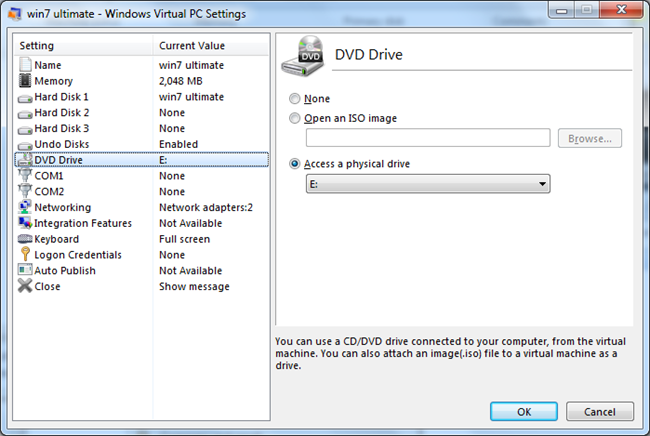 win7 ultimate - Windows Virtual PC Settings
Setting Current Value
Name win7 ultimate
Memory 2,048 MB
Hard Disk 1 win7 ultimate
Hard Disk 2 None
Hard Disk 3 None
Undo Disks Enabled
DVD Drive E:
COM1 None
COM2 None
Networking Network adapters:2
Integration Features Not Available
Keyboard Full screen
Logon Credentials None
Auto Publish Not Available
Close Show message
DVD
DVD Drive
None
Open an ISO image
Browse...
Access a physical drive
E:
You can use a CD/DVD drive connected to your computer, from the virtual
machine. You can also attach an image(.iso) file to a virtual machine as a
drive.
OK Cancel